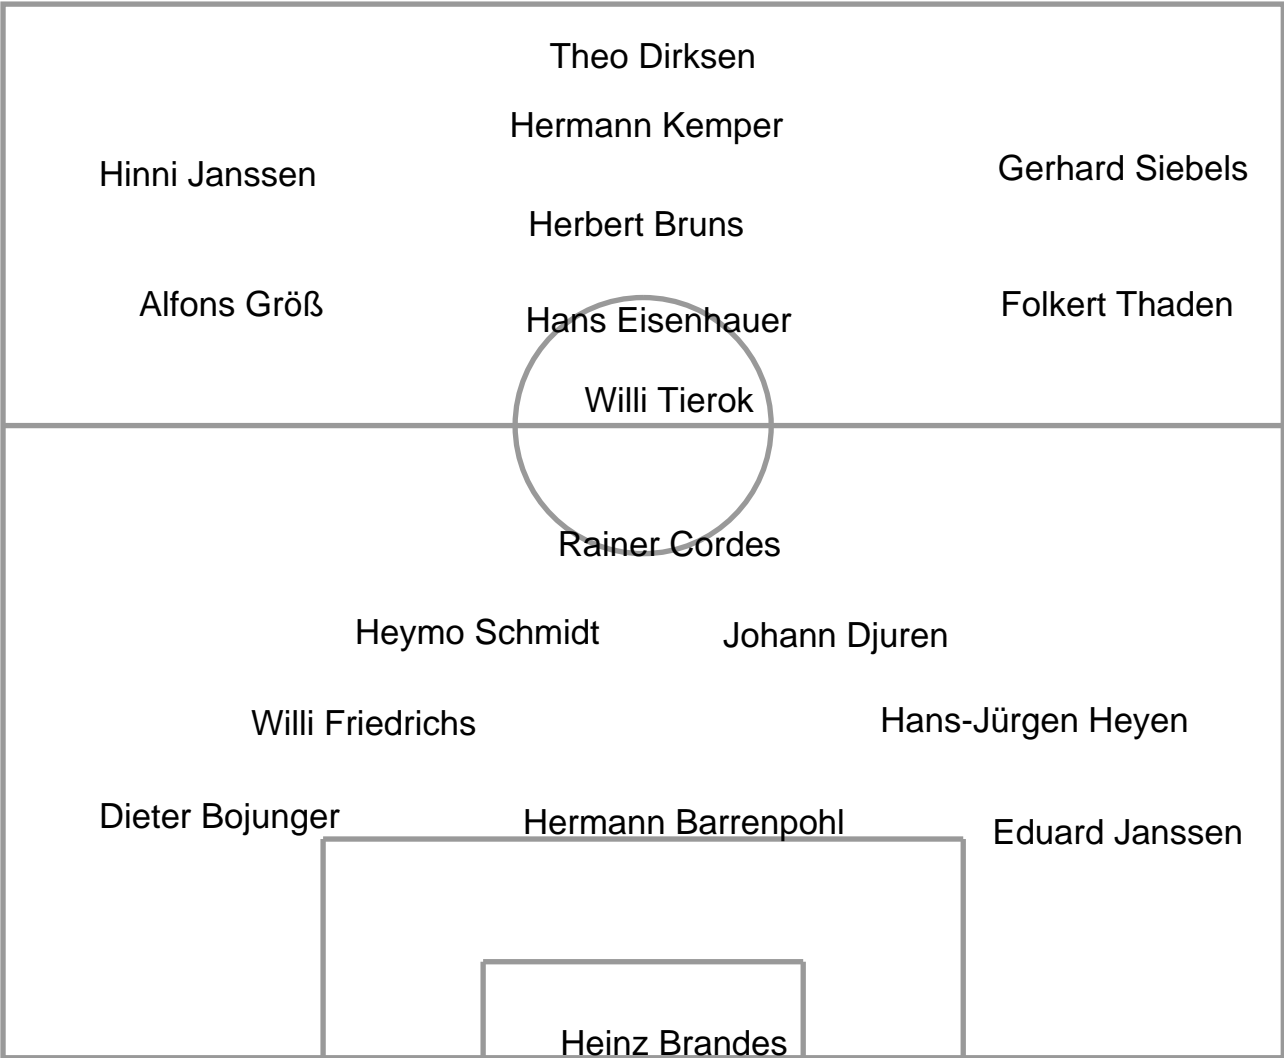 Theo Dirksen
Hermann Kemper
Hinni Janssen
Gerhard Siebels
Herbert Bruns
Alfons Größ
Hans Eisenhauer
Folkert Thaden
Willi Tierok
Rainer Cordes
Heymo Schmidt
Johann Djuren
Willi Friedrichs
Hans-Jürgen Heyen
Dieter Bojunger
Hermann Barrenpohl
Eduard Janssen
Heinz Brandes